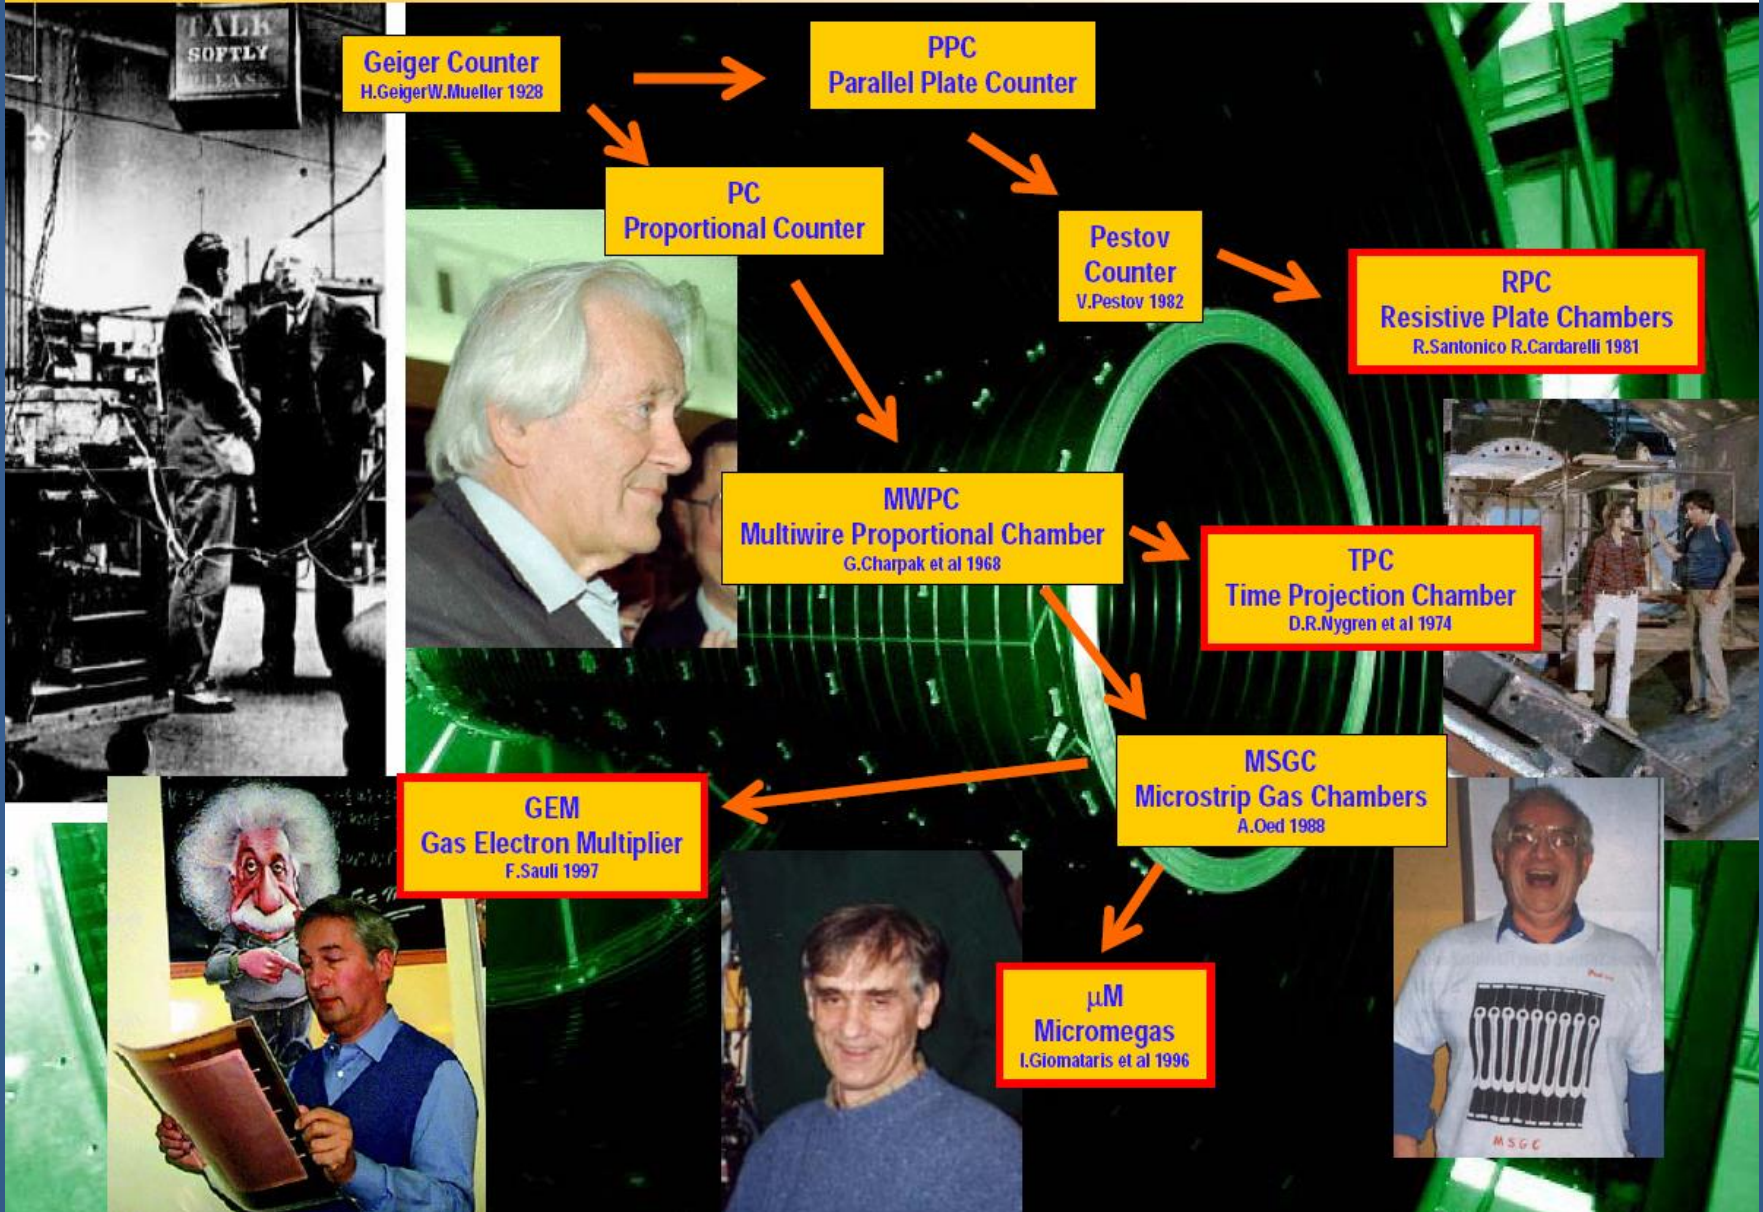 TALK
SOFTLY
PLEASE
Geiger Counter
H.GeigerW.Mueller 1928
PPC
Parallel Plate Counter
PC
Proportional Counter
Pestov
Counter
V.Pestov 1982
RPC
Resistive Plate Chambers
R.Santonico R.Cardarelli 1981
MWPC
Multiwire Proportional Chamber
G.Charpak et al 1968
TPC
Time Projection Chamber
D.R.Nygren et al 1974
MSGC
Microstrip Gas Chambers
A.Oed 1988
GEM
Gas Electron Multiplier
F.Sauli 1997
μM
Micromegas
I.Giomataris et al 1996
MSGC